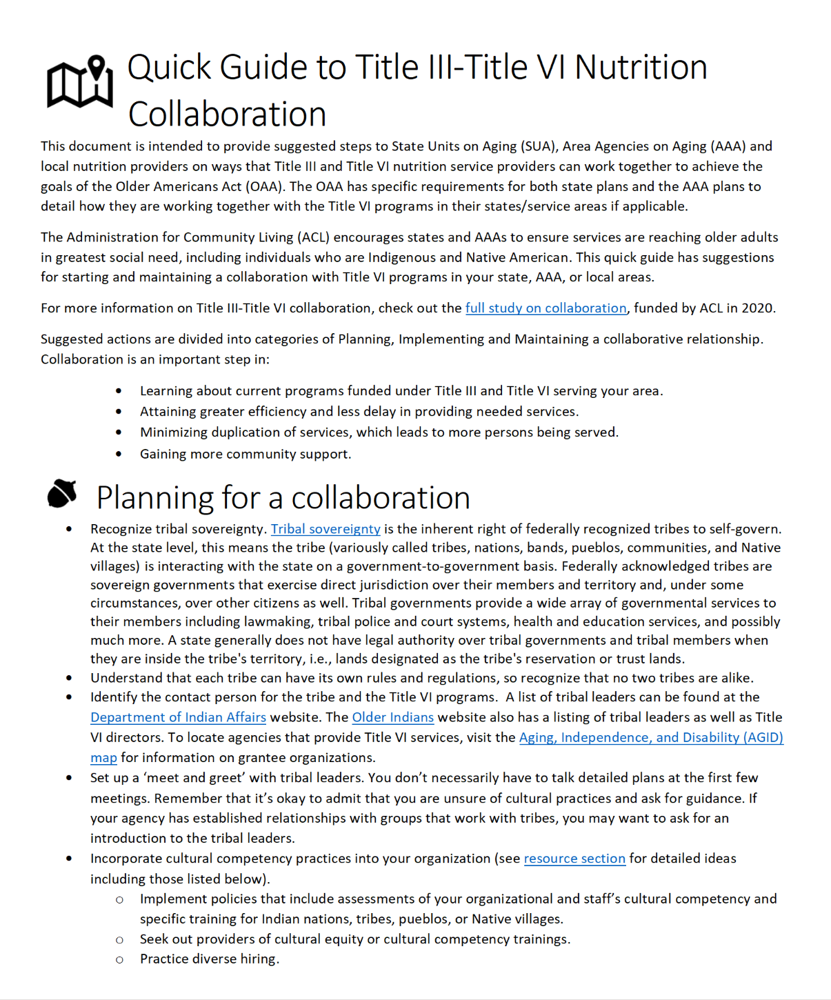 Quick Guide to Title III-Title VI Nutrition
Collaboration
This document is intended to provide suggested steps to State Units on Aging (SUA), Area Agencies on Aging (AAA) and
local nutrition providers on ways that Title III and Title VI nutrition service providers can work together to achieve the
goals of the Older Americans Act (OAA). The OAA has specific requirements for both state plans and the AAA plans to
detail how they are working together with the Title VI programs in their states/service areas if applicable.
The Administration for Community Living (ACL) encourages states and AAAs to ensure services are reaching older adults
in greatest social need, including individuals who are Indigenous and Native American. This quick guide has suggestions
for starting and maintaining a collaboration with Title VI programs in your state, AAA, or local areas.
For more information on Title III-Title VI collaboration, check out the full study on collaboration, funded by ACL in 2020.
Suggested actions are divided into categories of Planning, Implementing and Maintaining a collaborative relationship.
Collaboration is an important step in:
• Learning about current programs funded under Title III and Title VI serving your area.
• Attaining greater efficiency and less delay in providing needed services.
• Minimizing duplication of services, which leads to more persons being served.
• Gaining more community support.
Planning for a collaboration
• Recognize tribal sovereignty. Tribal sovereignty is the inherent right of federally recognized tribes to self-govern.
At the state level, this means the tribe (variously called tribes, nations, bands, pueblos, communities, and Native
villages) is interacting with the state on a government-to-government basis. Federally acknowledged tribes are
sovereign governments that exercise direct jurisdiction over their members and territory and, under some
circumstances, over other citizens as well. Tribal governments provide a wide array of governmental services to
their members including lawmaking, tribal police and court systems, health and education services, and possibly
much more. A state generally does not have legal authority over tribal governments and tribal members when
they are inside the tribe's territory, i.e., lands designated as the tribe's reservation or trust lands.
• Understand that each tribe can have its own rules and regulations, so recognize that no two tribes are alike.
• Identify the contact person for the tribe and the Title VI programs.  A list of tribal leaders can be found at the
Department of Indian Affairs website. The Older Indians website also has a listing of tribal leaders as well as Title
VI directors. To locate agencies that provide Title VI services, visit the Aging, Independence, and Disability (AGID)
map for information on grantee organizations.
• Set up a ‘meet and greet’ with tribal leaders. You don’t necessarily have to talk detailed plans at the first few
meetings. Remember that it’s okay to admit that you are unsure of cultural practices and ask for guidance. If
your agency has established relationships with groups that work with tribes, you may want to ask for an
introduction to the tribal leaders.
• Incorporate cultural competency practices into your organization (see resource section for detailed ideas
including those listed below).
○ Implement policies that include assessments of your organizational and staff’s cultural competency and
specific training for Indian nations, tribes, pueblos, or Native villages.
○ Seek out providers of cultural equity or cultural competency trainings.
○ Practice diverse hiring.